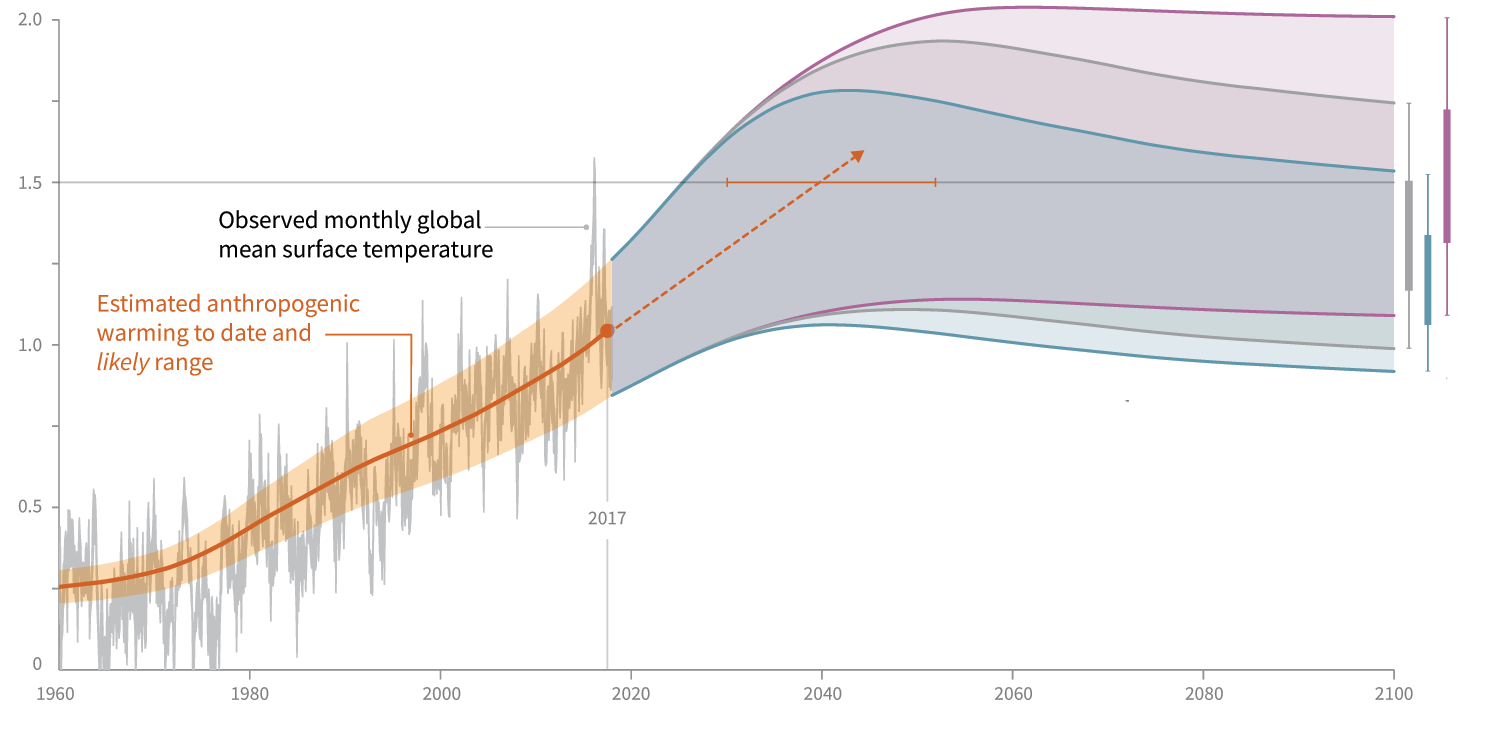 2.0
1.5
Observed monthly global
mean surface temperature
Estimated anthropogenic
warming to date and
likely range
1.0
0.5
2017
0
1960 1980 2000 2020 2040 2060 2080 2100